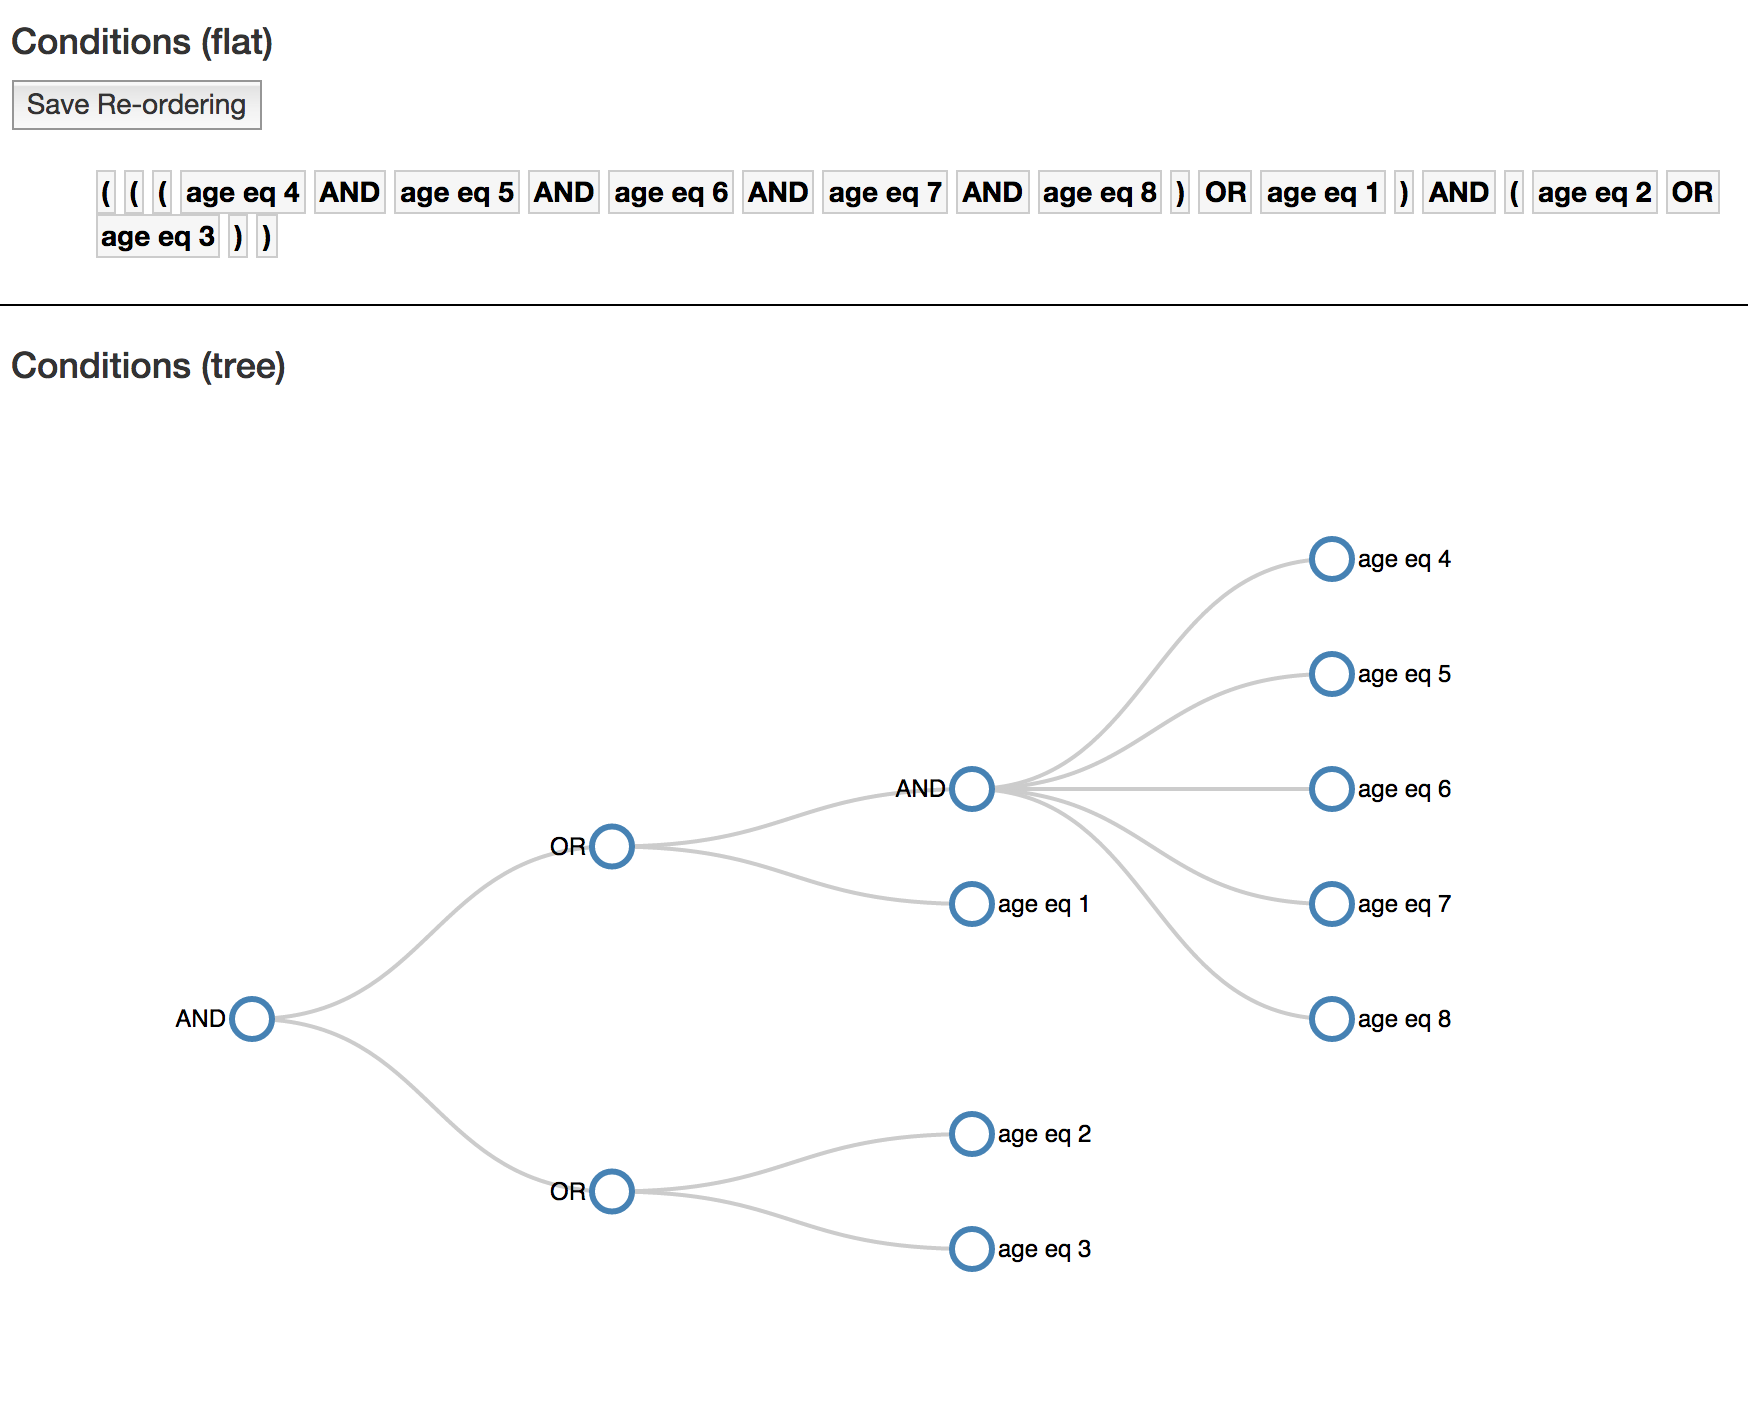 Conditions (flat)
Save Re-ordering
( ( ( age eq 4 AND age eq 5 AND age eq 6 AND age eq 7 AND age eq 8 ) OR age eq 1 ) AND ( age eq 2 OR
age eq 3 ) )
Conditions (tree)
age eq 4
age eq 5
AND
age eq 6
OR
age eq 1
age eq 7
AND
age eq 8
age eq 2
OR
age eq 3